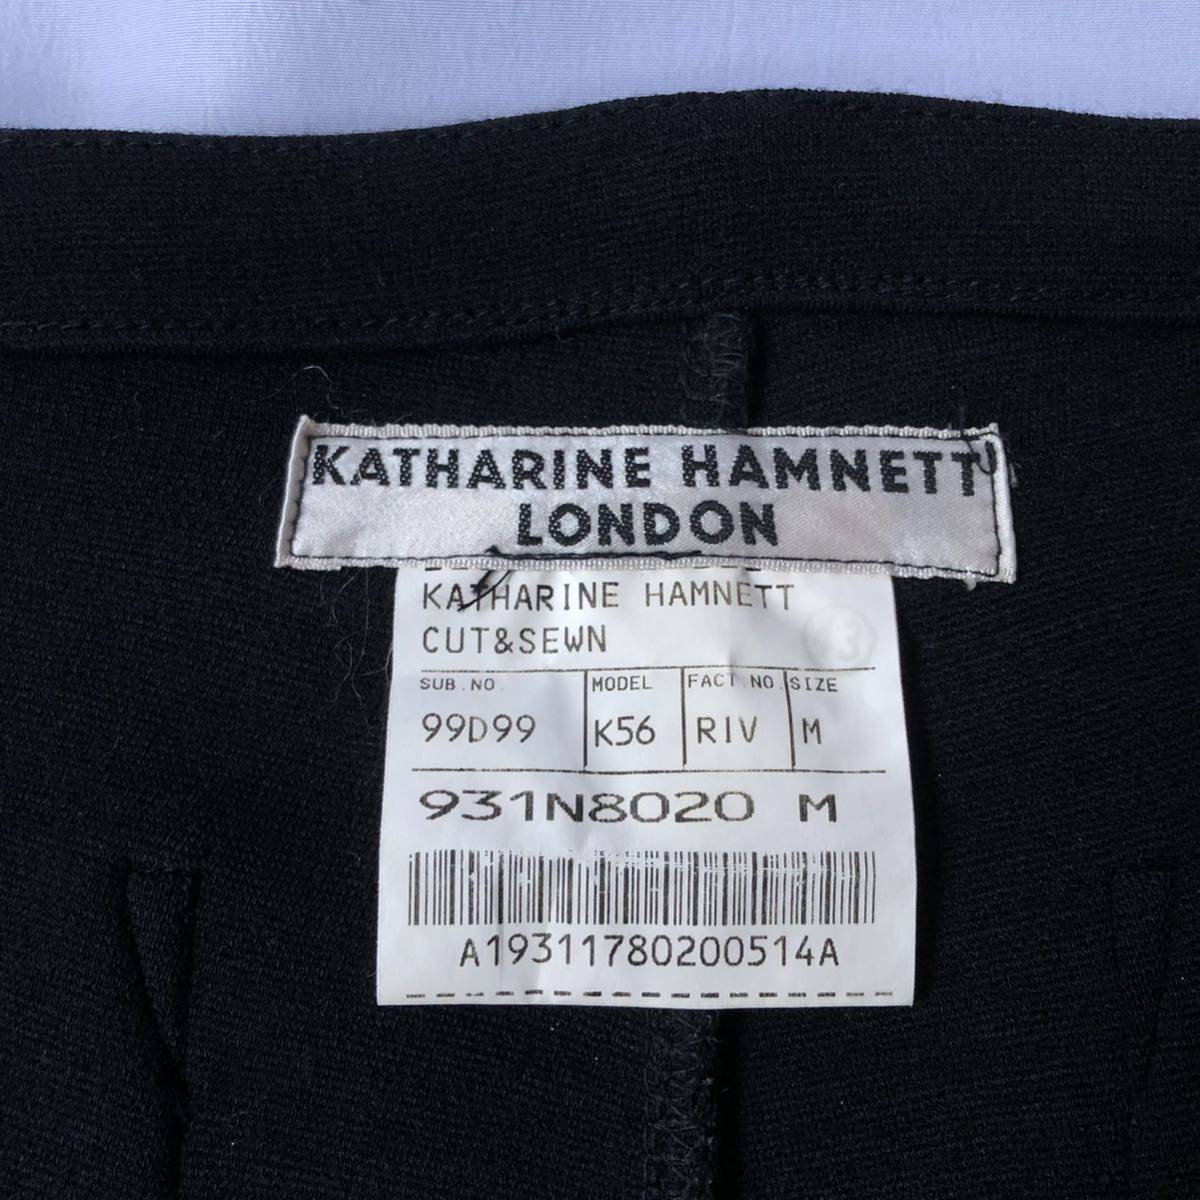 KATHARINE HAMNETT
LONDON
KATHARINE HAMNETT
CUT&SEWN
SUB.NO. MODEL FACT.NO. SIZE
99D99 K56 RIV M
931N8020 M
A19311780200514A